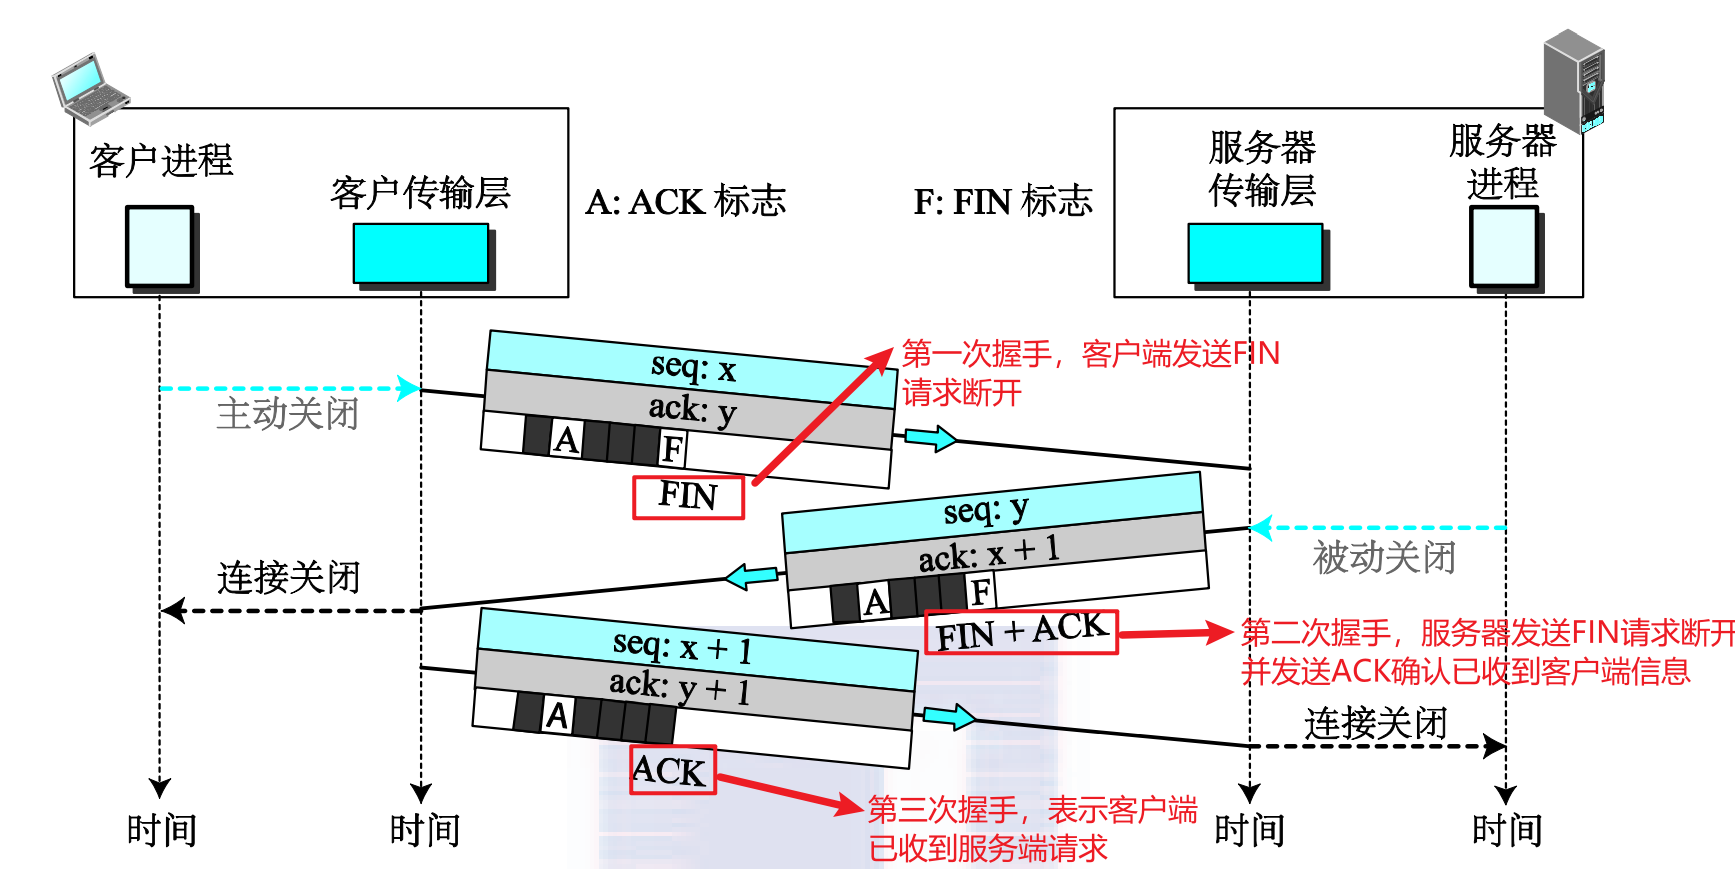 客户进程
客户传输层
A: ACK 标志
F: FIN 标志
服务器
传输层
服务器
进程
seq: x
ack: y
A
F
FIN
第一次握手，客户端发送FIN
请求断开
主动关闭
seq: y
ack: x + 1
A
F
FIN + ACK
被动关闭
第二次握手，服务器发送FIN请求断开
并发送ACK确认已收到客户端信息
连接关闭
seq: x + 1
ack: y + 1
A
ACK
连接关闭
第三次握手，表示客户端
已收到服务端请求
时间
时间
时间
时间